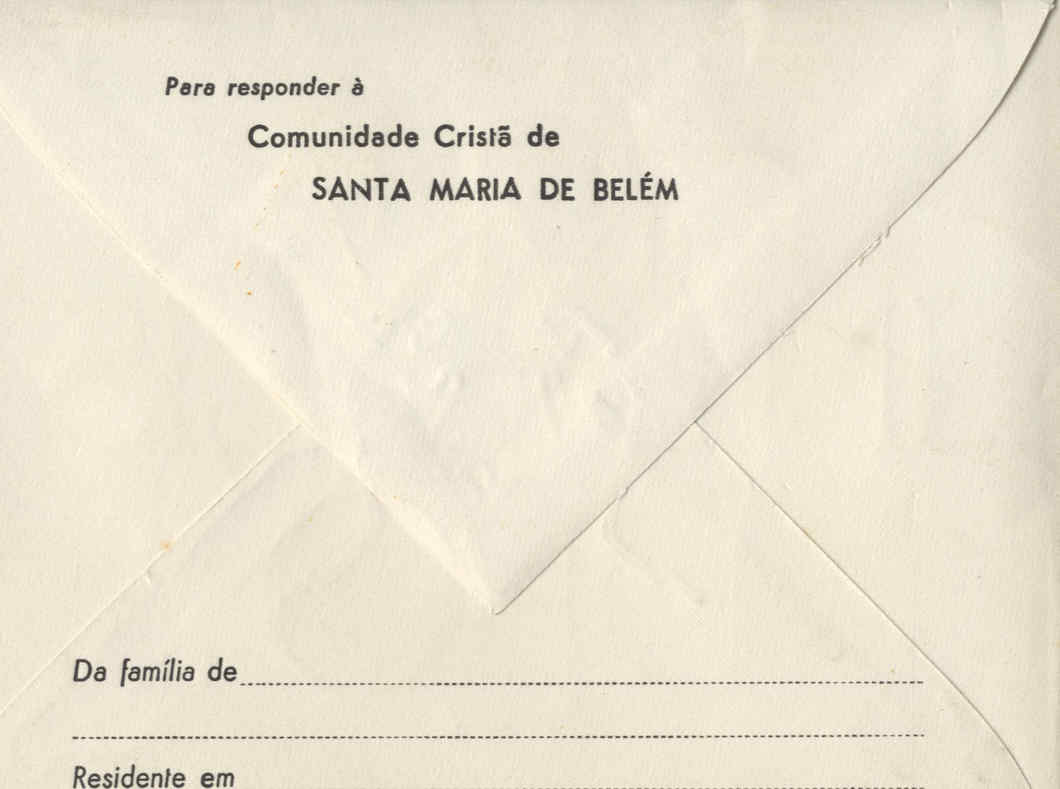 Para responder à
Comunidade Cristã de
SANTA MARIA DE BELÉM
Da família de
Residente em